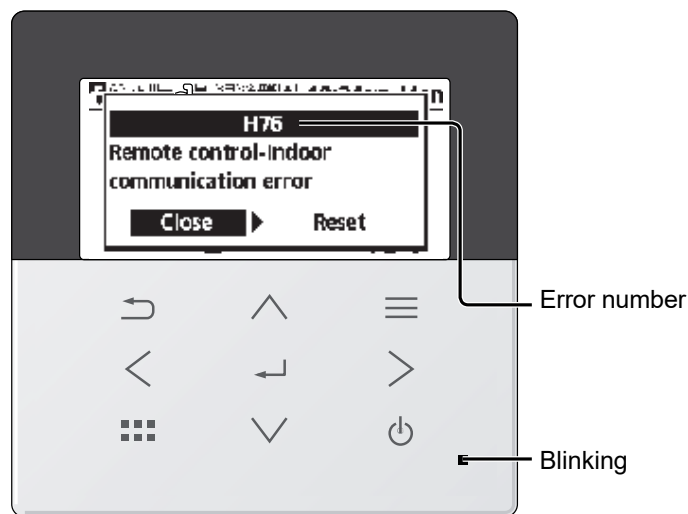 H76
Remote control-Indoor
communication error
Close Reset
Error number
Blinking